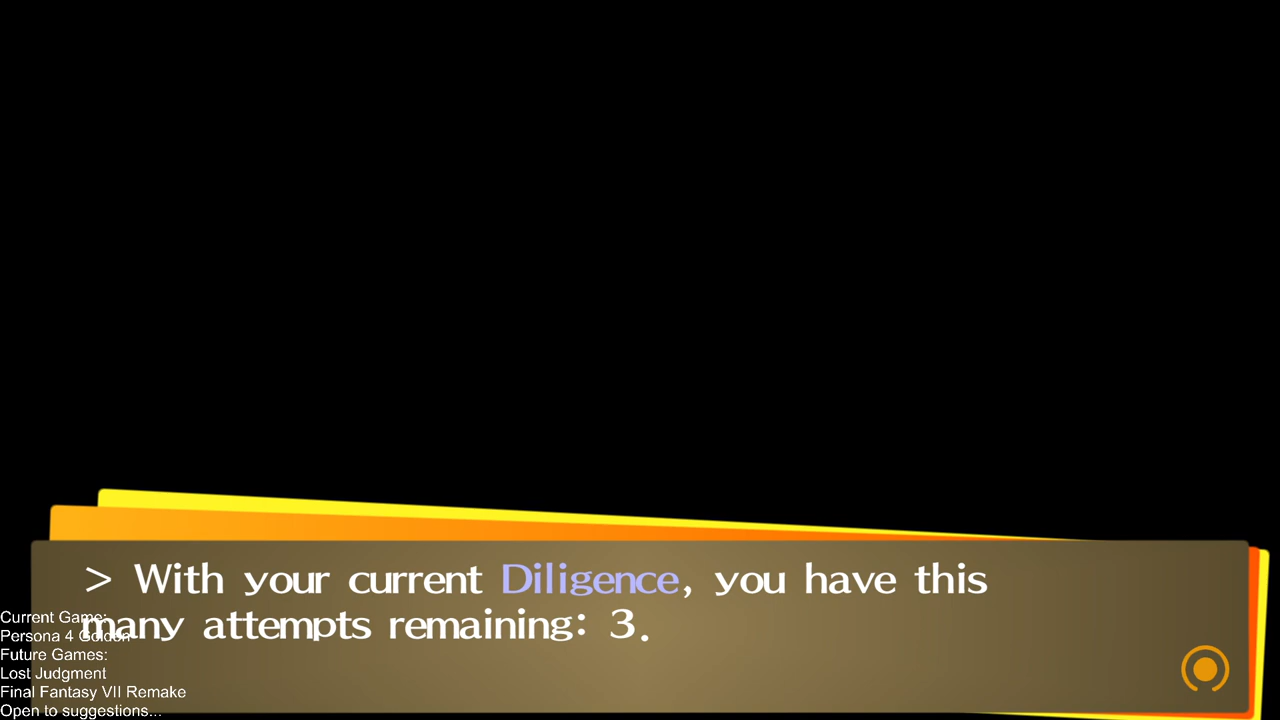 > With your current Diligence, you have this
many attempts remaining: 3.
Current Game:
Persona 4 Golden
Future Games:
Lost Judgment
Final Fantasy VII Remake
Open to suggestions...